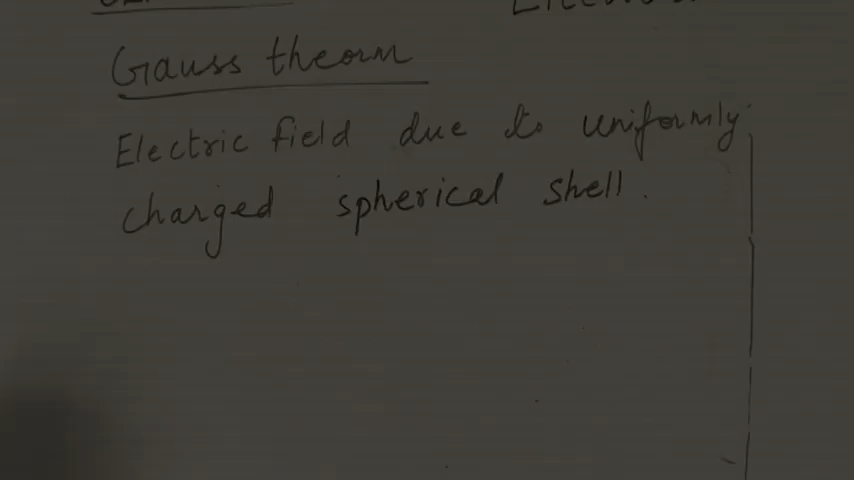 Gauss theorm
Electric field due to uniformly
charged spherical shell.